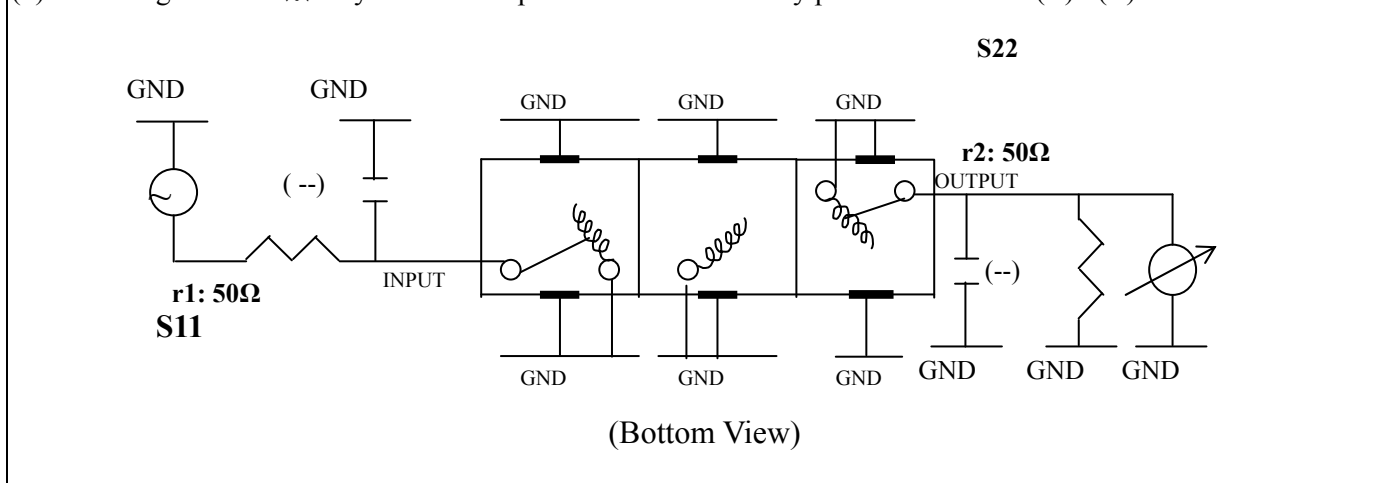 S22
GND GND GND GND GND
r2: 50Ω
( --) OUTPUT
INPUT (--)
r1: 50Ω
S11
GND GND GND GND GND GND
(Bottom View)